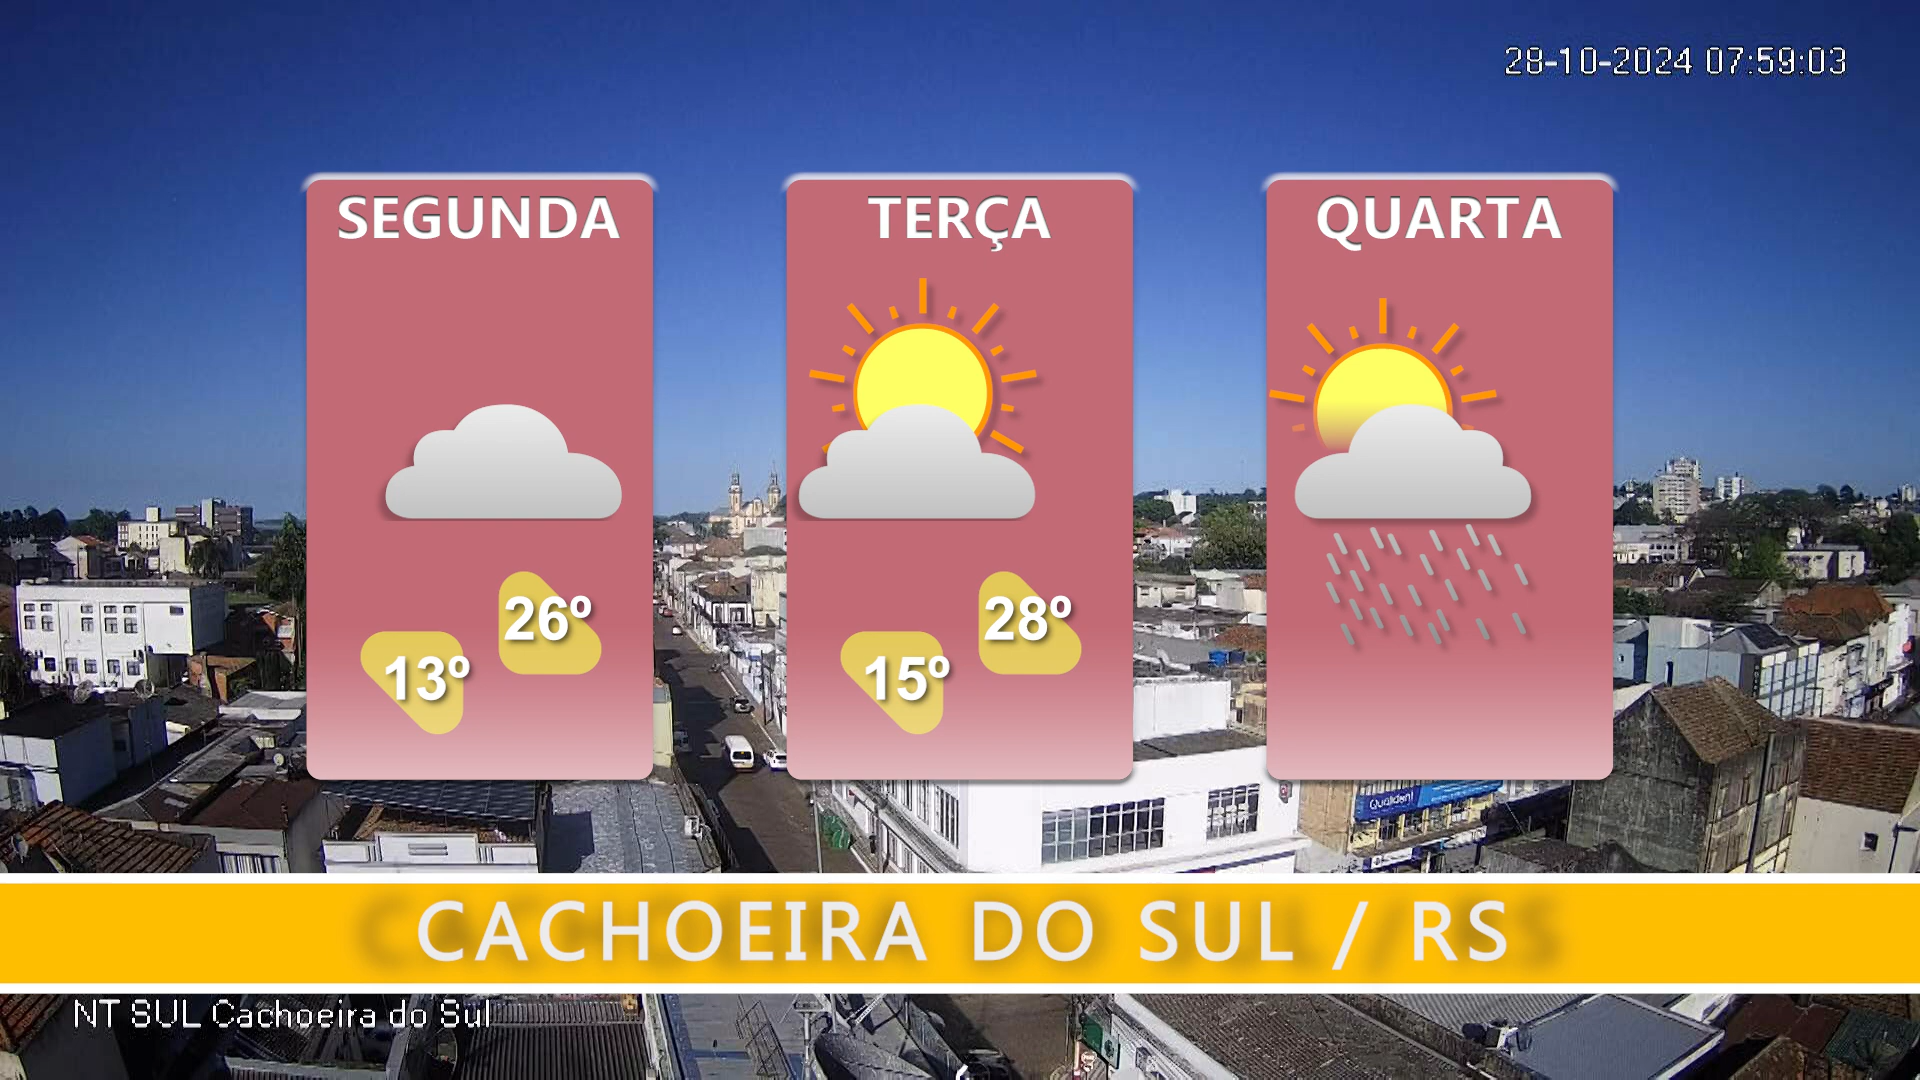 28-10-2024 07:59:03
SEGUNDA
TERÇA
QUARTA
26º
13º
28º
15º
Qualident
CACHOEIRA DO SUL / RS
NT SUL Cachoeira do Sul